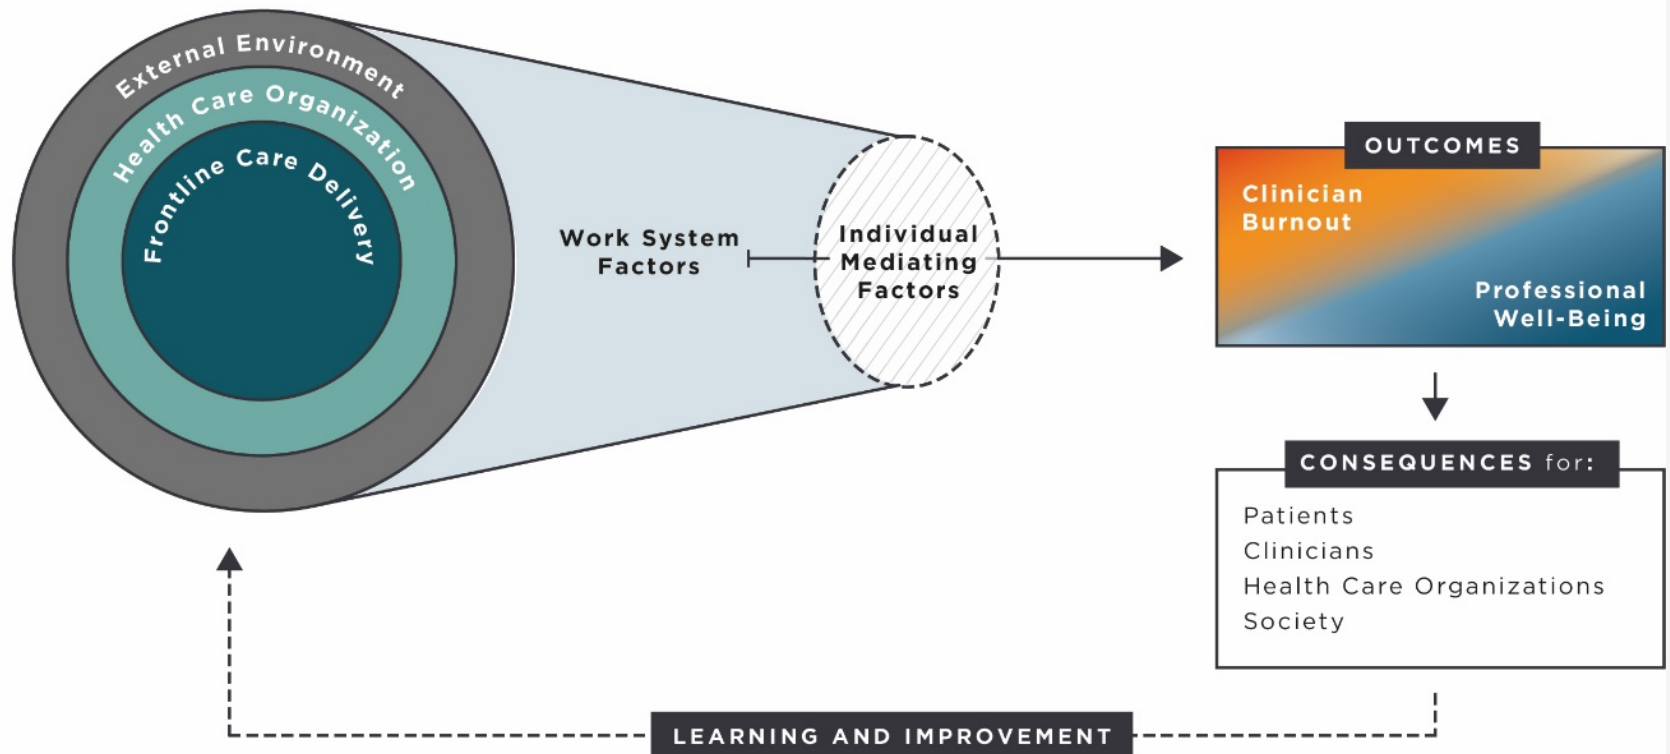 External Environment
Health Care Organization
Frontline Care Delivery
Work System
Factors
Individual
Mediating
Factors
OUTCOMES
Clinician
Burnout
Professional
Well-Being
CONSEQUENCES for:
Patients
Clinicians
Health Care Organizations
Society
LEARNING AND IMPROVEMENT